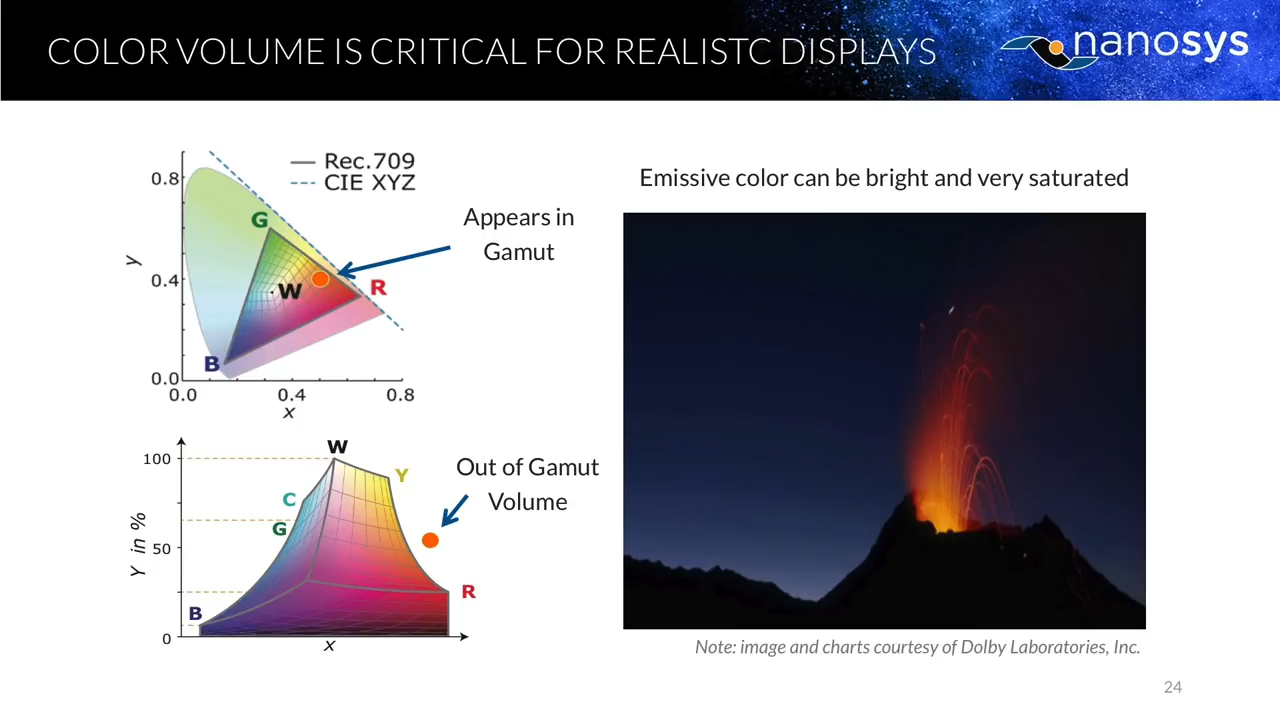 COLOR VOLUME IS CRITICAL FOR REALISTC DISPLAYS
nanosys
Rec.709
CIE XYZ
0.8
0.4
0.0
y
G
W
R
B
0.0
0.4
0.8
x
Appears in
Gamut
100
50
0
Y in %
W
Y
C
G
B
R
x
Out of Gamut
Volume
Emissive color can be bright and very saturated
Note: image and charts courtesy of Dolby Laboratories, Inc.
24